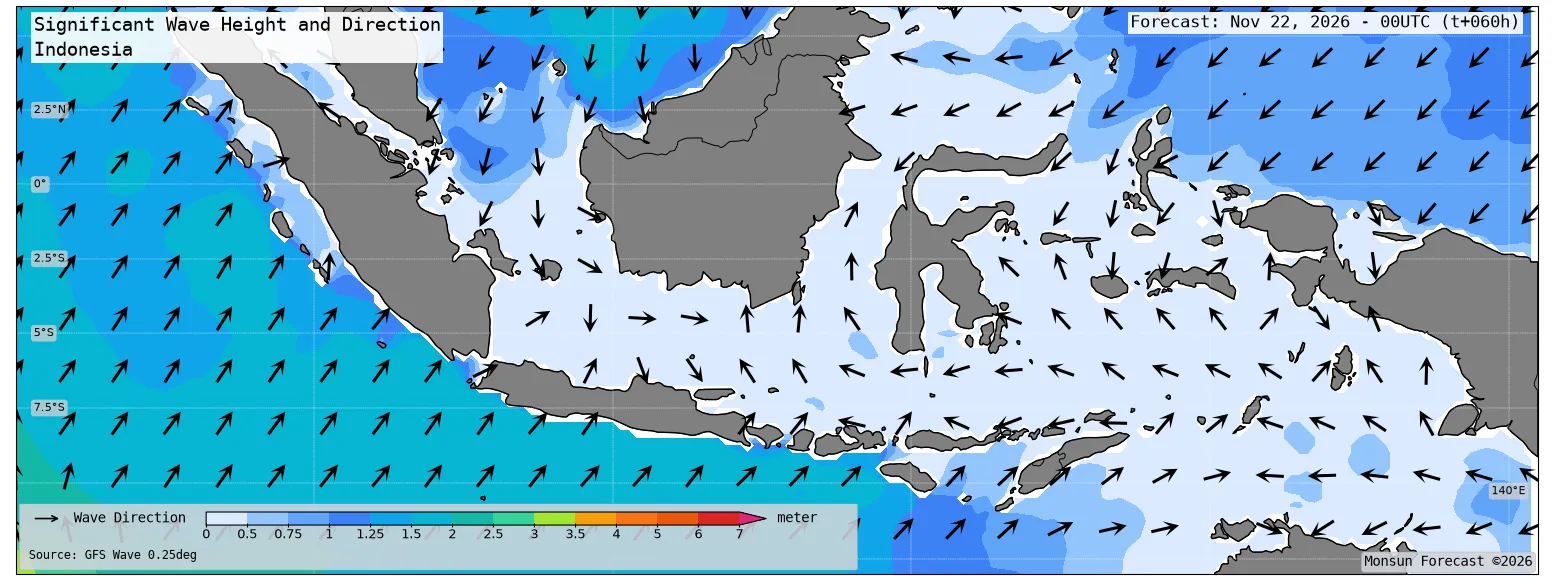 Significant Wave Height and Direction
Indonesia
Forecast: Nov 22, 2026 - 00UTC (t+060h)
2.5°N
0°
2.5°S
5°S
7.5°S
140°E
Wave Direction
0 0.5 0.75 1 1.25 1.5 2 2.5 3 3.5 4 5 6 7
meter
Source: GFS Wave 0.25deg
Monsun Forecast ©2026